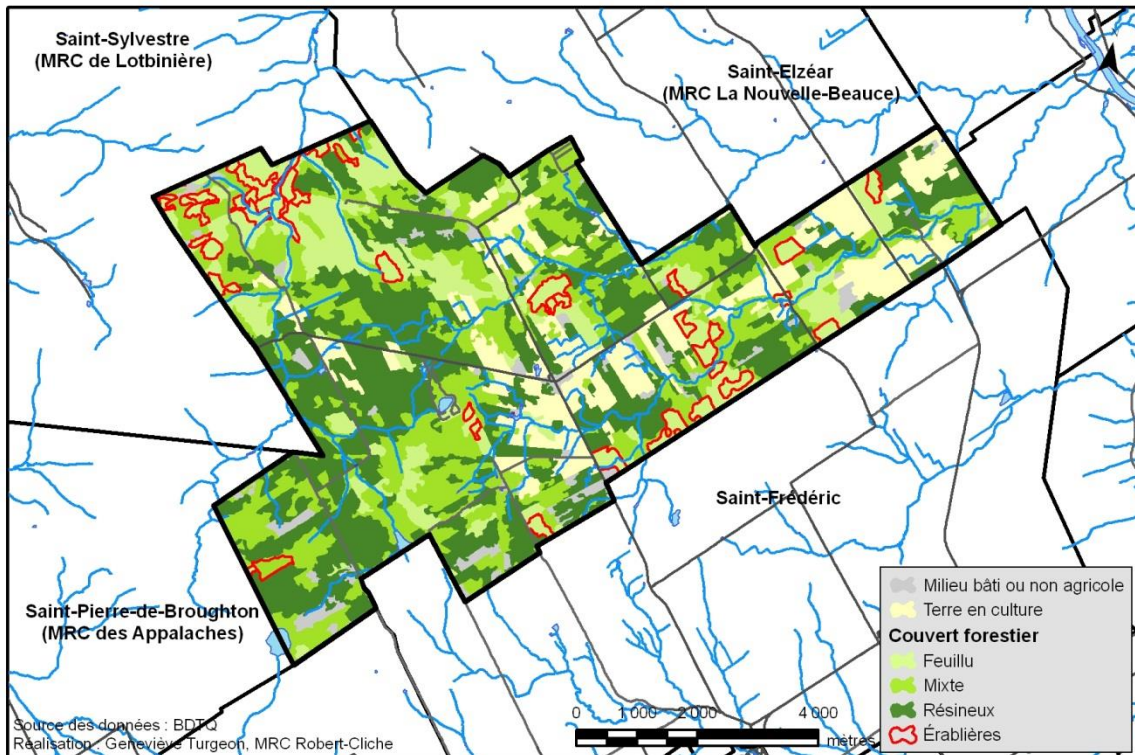 Saint-Sylvestre
(MRC de Lotbinière)
Saint-Elzéar
(MRC La Nouvelle-Beauce)
Saint-Frédéric
Saint-Pierre-de-Broughton
(MRC des Appalaches)
Milieu bâti ou non agricole
Terre en culture
Couvert forestier
Feuillu
Mixte
Résineux
Érablières
0 1 000 2 000 4 000
mètres
Source des données : BDTQ
Réalisation : Geneviève Turgeon, MRC Robert-Cliche